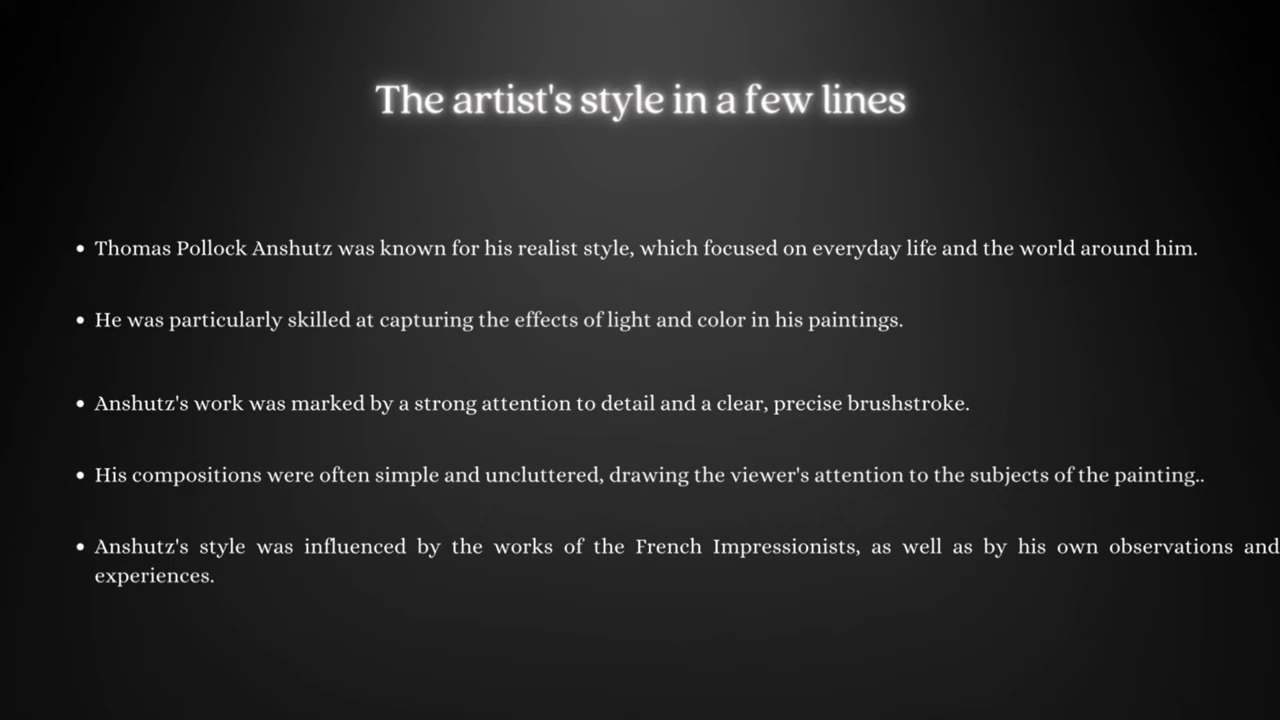 The artist's style in a few lines
• Thomas Pollock Anshutz was known for his realist style, which focused on everyday life and the world around him.
• He was particularly skilled at capturing the effects of light and color in his paintings.
• Anshutz's work was marked by a strong attention to detail and a clear, precise brushstroke.
• His compositions were often simple and uncluttered, drawing the viewer's attention to the subjects of the painting..
• Anshutz's style was influenced by the works of the French Impressionists, as well as by his own observations and
experiences.